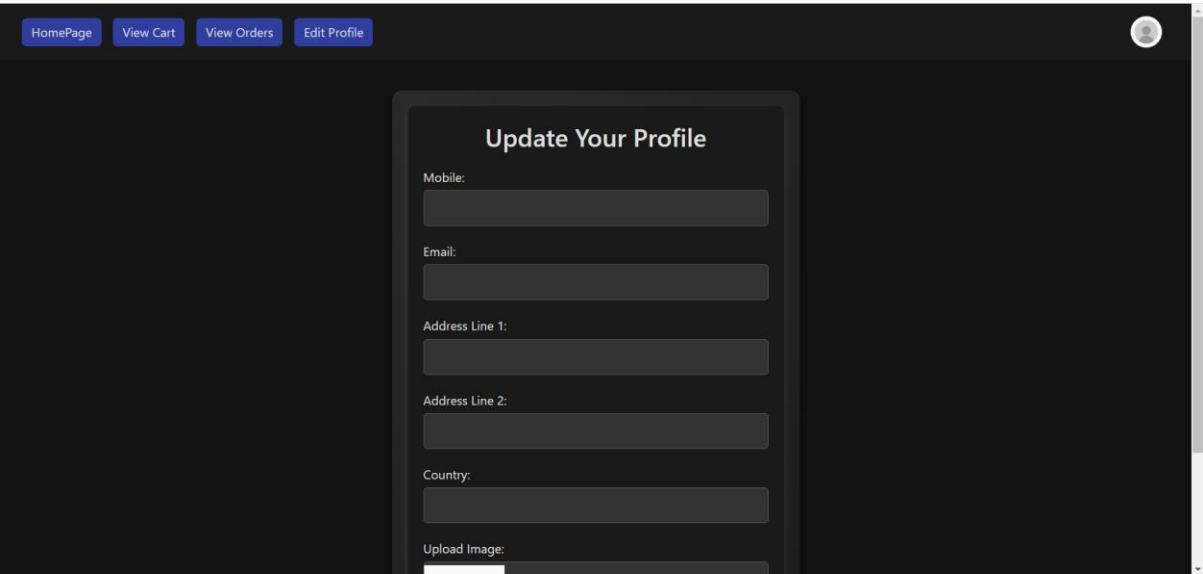 HomePage View Cart View Orders Edit Profile
Update Your Profile
Mobile:
Email:
Address Line 1:
Address Line 2:
Country:
Upload Image: